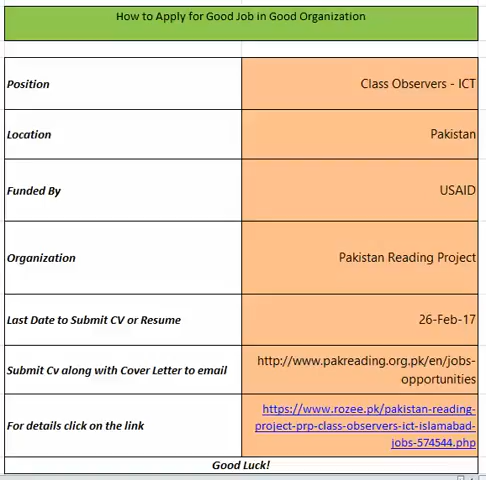 How to Apply for Good Job in Good Organization
Position
Class Observers - ICT
Location
Pakistan
Funded By
USAID
Organization
Pakistan Reading Project
Last Date to Submit CV or Resume
26-Feb-17
Submit Cv along with Cover Letter to email
http://www.pakreading.org.pk/en/jobs-
opportunities
For details click on the link
https://www.rozee.pk/pakistan-reading-
project-prp-class-observers-ict-islamabad-
jobs-574544.php
Good Luck!